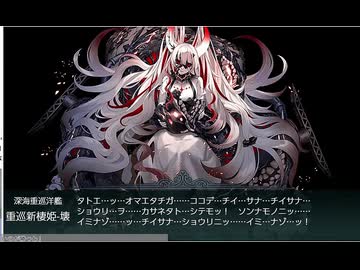 深海重巡洋艦
重巡新棲姫-壊
タトエ…ッ…オマエタチガ……ココデ…チイ…サナ…チイサナ…
ショウリ…ヲ……カサネタト…シテモッ！　ソンナモノニッ……
イミナゾ……ッ…チイサナ…ショウリニッ……イミ…ナゾ…ッ！